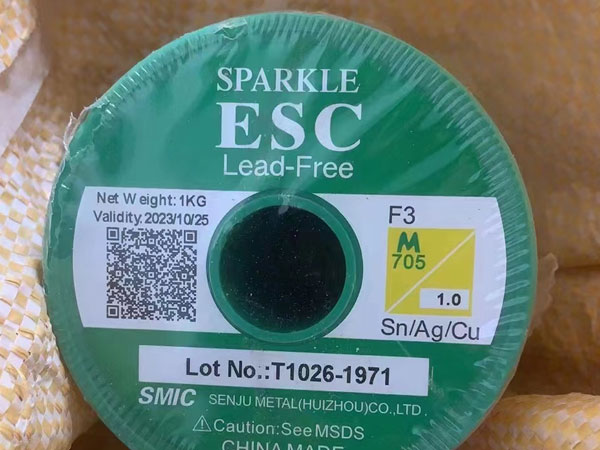 SPARKLE
ESC
Lead-Free
Net Weight:1KG
Validity.2023/10/25
F3
M
705
1.0
Sn/Ag/Cu
Lot No.:T1026-1971
SMIC SENJU METAL(HUIZHOU)CO.,LTD.
Caution:See MSDS
CHINA MADE